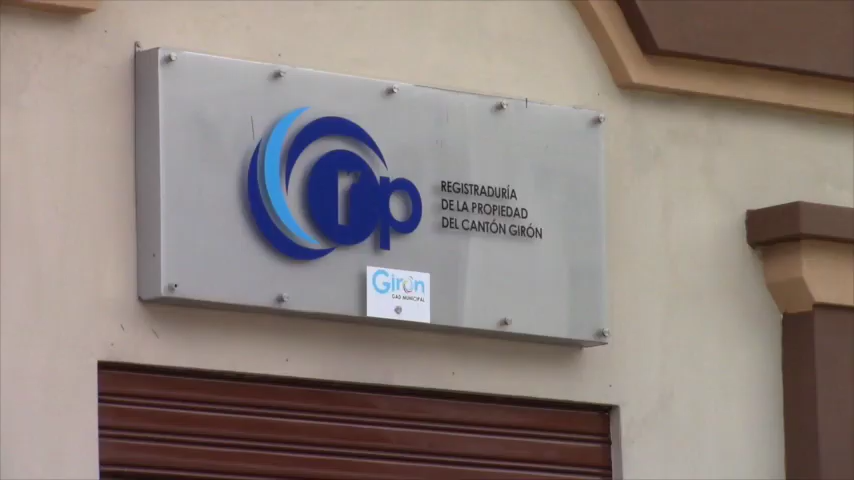 rp
REGISTRADURÍA
DE LA PROPIEDAD
DEL CANTÓN GIRÓN
Girón
GAD MUNICIPAL